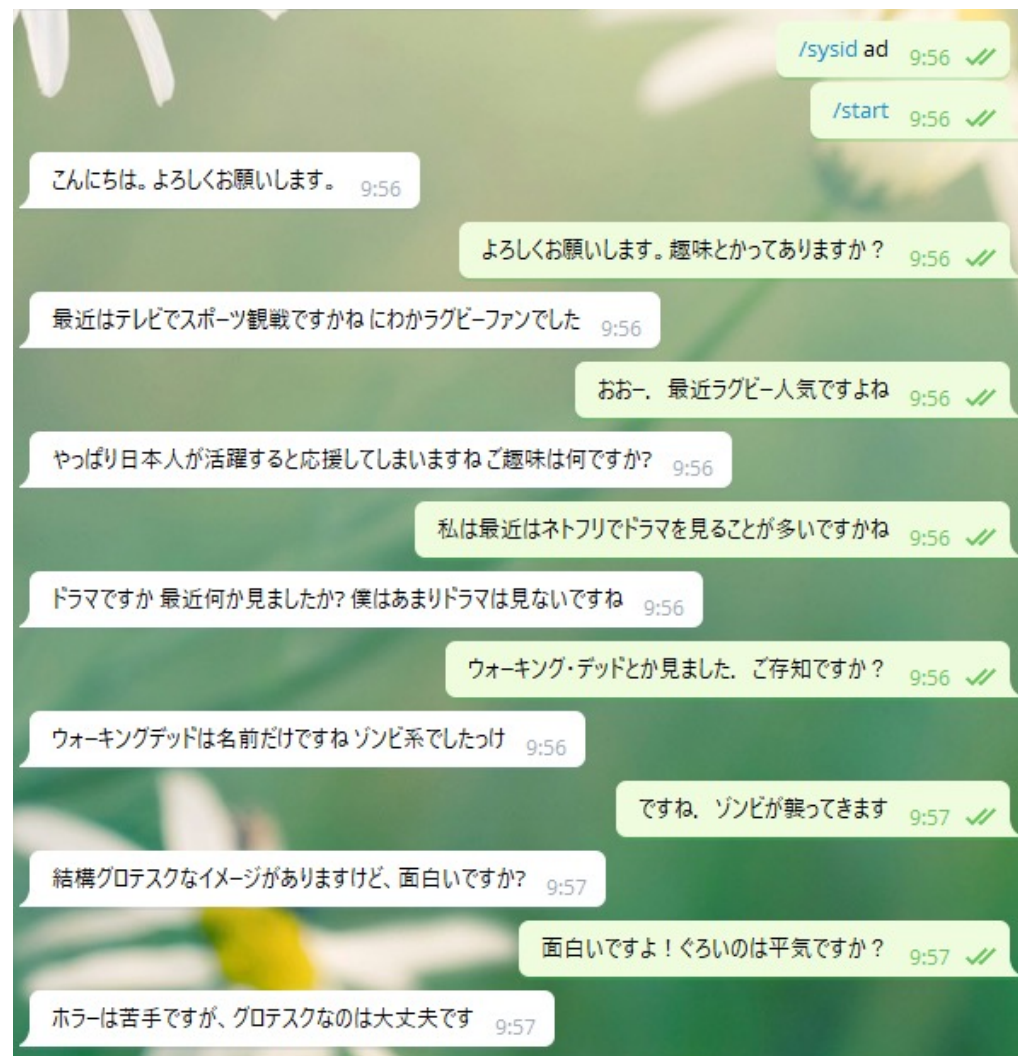 /sysid ad 9:56
/start 9:56
こんにちは。よろしくお願いします。 9:56
よろしくお願いします。趣味とかってありますか？ 9:56
最近はテレビでスポーツ観戦ですかね にわかラグビーファンでした 9:56
おおー． 最近ラグビー人気ですよね 9:56
やっぱり日本人が活躍すると応援してしまいますね ご趣味は何ですか? 9:56
私は最近はネトフリでドラマを見ることが多いですかね 9:56
ドラマですか 最近何か見ましたか? 僕はあまりドラマは見ないですね 9:56
ウォーキング・デッドとか見ました． ご存知ですか？ 9:56
ウォーキングデッドは名前だけですね ゾンビ系でしたっけ 9:56
ですね． ゾンビが襲ってきます 9:57
結構グロテスクなイメージがありますけど、面白いですか? 9:57
面白いですよ！ぐろいのは平気ですか？ 9:57
ホラーは苦手ですが、グロテスクなのは大丈夫です 9:57